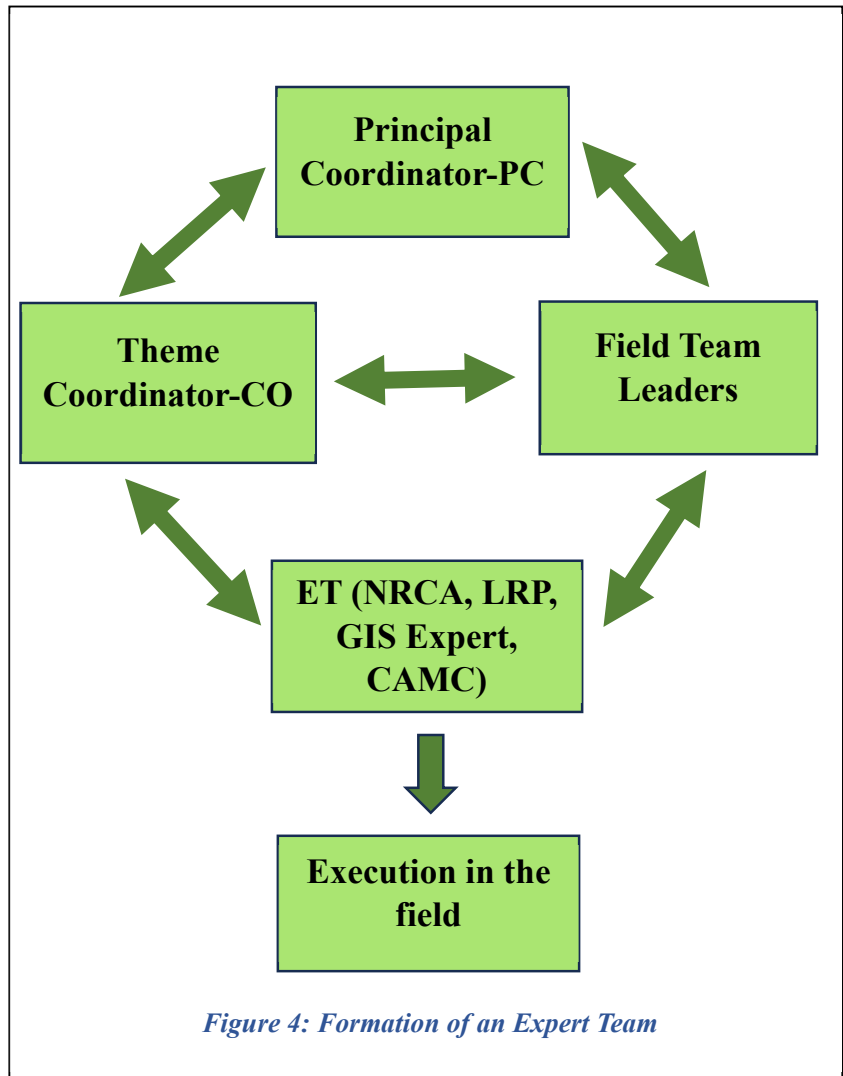 Principal
Coordinator-PC
Theme
Coordinator-CO
Field Team
Leaders
ET (NRCA, LRP,
GIS Expert,
CAMC)
Execution in the
field
Figure 4: Formation of an Expert Team